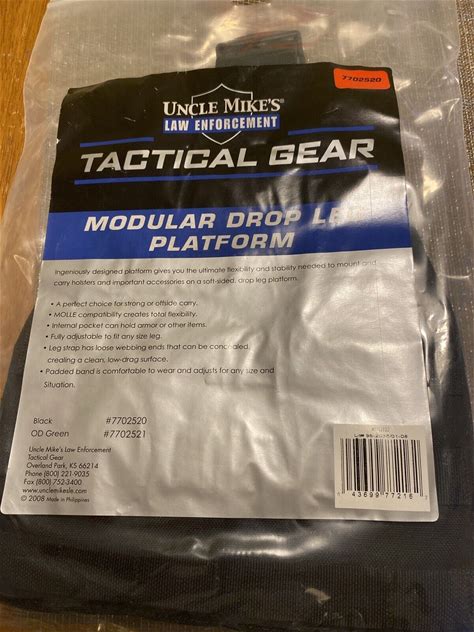 7702520
UNCLE MIKE'S
LAW ENFORCEMENT
TACTICAL GEAR
MODULAR DROP LEG
PLATFORM
Ingeniously designed platform gives you the ultimate flexibility and stability needed to mount and
carry holsters and important accessories on a soft-sided, drop leg platform.
• A perfect choice for strong or offside carry.
• MOLLE compatibility creates total flexibility.
• Internal pocket can hold armor or other items.
• Fully adjustable to fit any size leg.
• Leg strap has loose webbing ends that can be concealed,
creating a clean, low-drag surface.
• Padded band is comfortable to wear and adjusts for any size and
Situation.
Black #7702520
OD Green #7702521
Uncle Mike's Law Enforcement
Tactical Gear
Overland Park, KS 66214
Phone (800) 221-9035
Fax (800) 752-3400
www.unclemikesle.com
© 2008 Made in Philippines
43699 77216